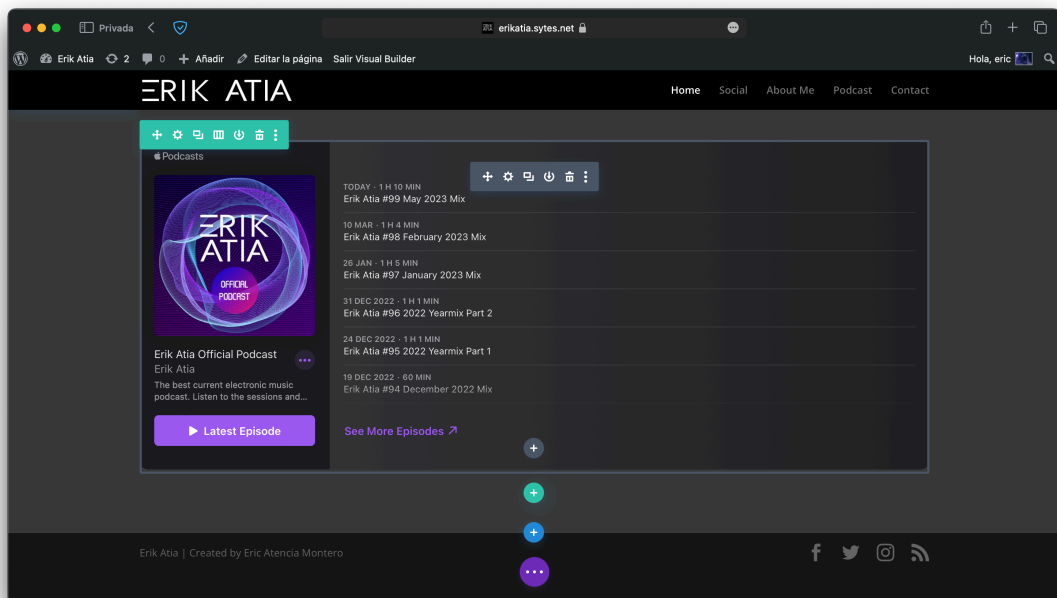 Privada
erikatia.sytes.net
Erik Atia
2
0
Añadir
Editar la página
Salir Visual Builder
Hola, eric
ERIK ATIA
Home
Social
About Me
Podcast
Contact
Podcasts
ERIK
ATIA
OFFICIAL
PODCAST
Erik Atia Official Podcast
Erik Atia
The best current electronic music
podcast. Listen to the sessions and...
Latest Episode
TODAY · 1 H 10 MIN
Erik Atia #99 May 2023 Mix
10 MAR · 1 H 4 MIN
Erik Atia #98 February 2023 Mix
26 JAN · 1 H 5 MIN
Erik Atia #97 January 2023 Mix
31 DEC 2022 · 1 H 1 MIN
Erik Atia #96 2022 Yearmix Part 2
24 DEC 2022 · 1 H 1 MIN
Erik Atia #95 2022 Yearmix Part 1
19 DEC 2022 · 60 MIN
Erik Atia #94 December 2022 Mix
See More Episodes
Erik Atia | Created by Eric Atencia Montero